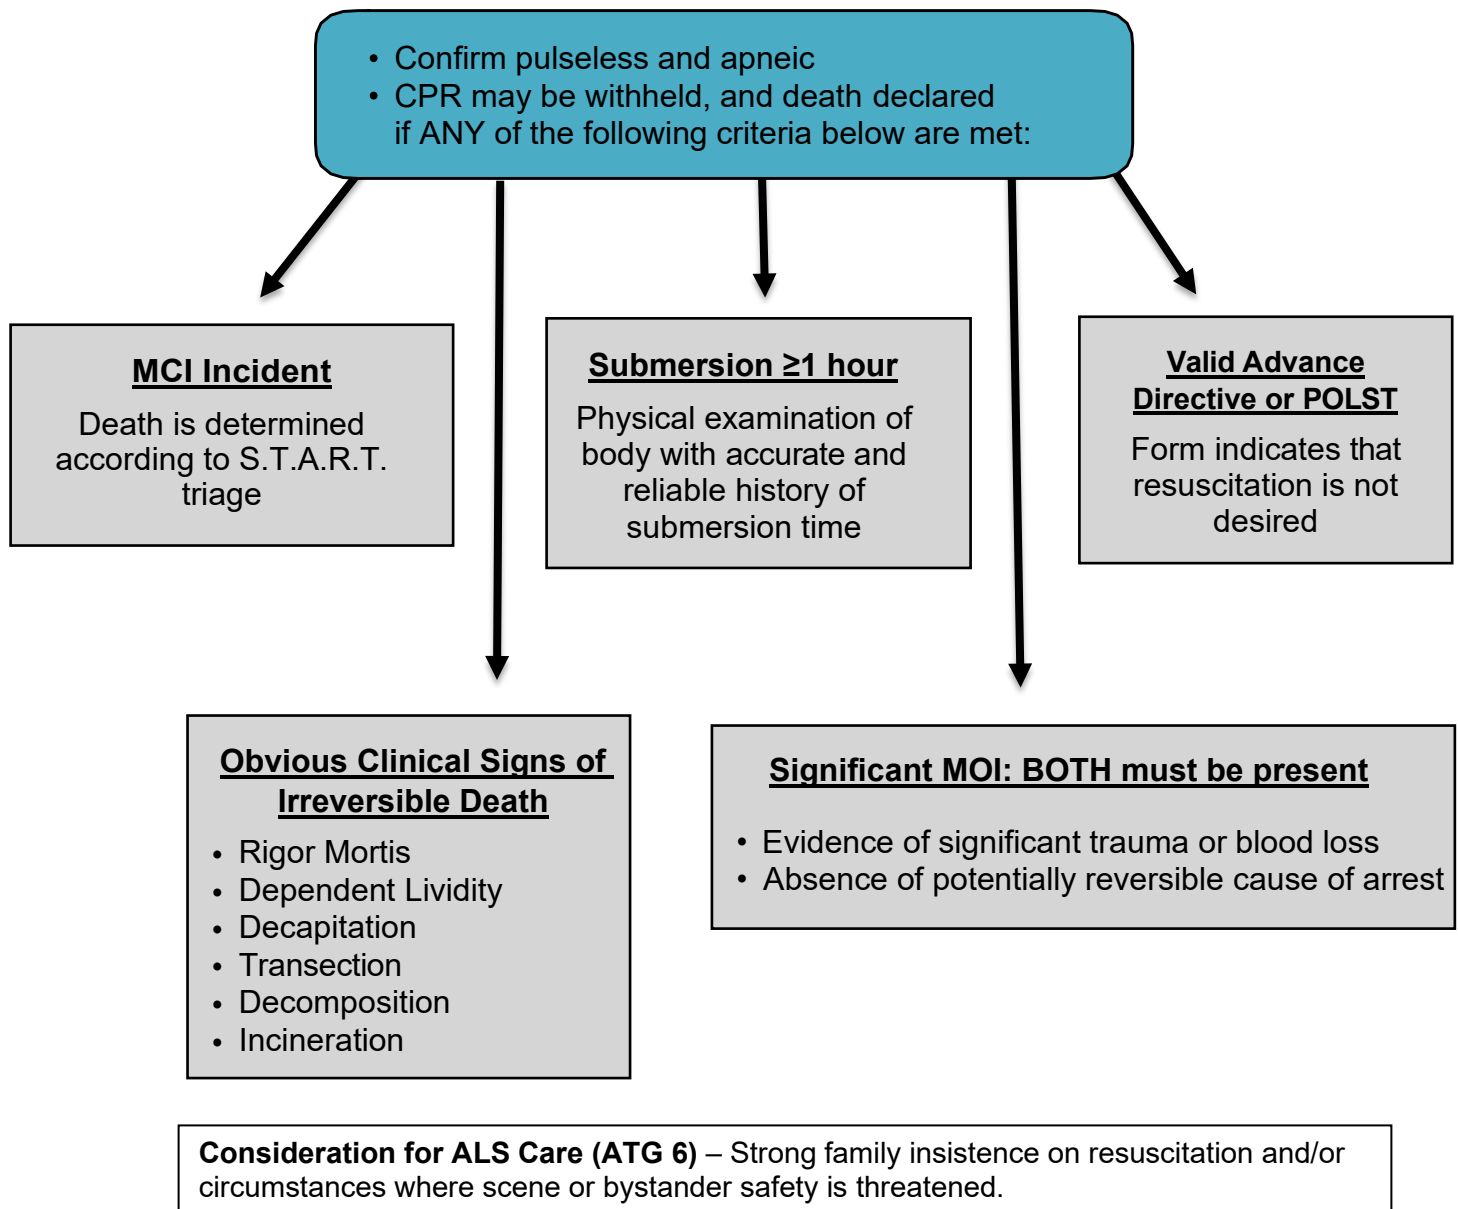 • Confirm pulseless and apneic
• CPR may be withheld, and death declared
if ANY of the following criteria below are met:
MCI Incident
Death is determined
according to S.T.A.R.T.
triage
Submersion ≥1 hour
Physical examination of
body with accurate and
reliable history of
submersion time
Valid Advance
Directive or POLST
Form indicates that
resuscitation is not
desired
Obvious Clinical Signs of
Irreversible Death
• Rigor Mortis
• Dependent Lividity
• Decapitation
• Transection
• Decomposition
• Incineration
Significant MOI: BOTH must be present
• Evidence of significant trauma or blood loss
• Absence of potentially reversible cause of arrest
Consideration for ALS Care (ATG 6) – Strong family insistence on resuscitation and/or
circumstances where scene or bystander safety is threatened.